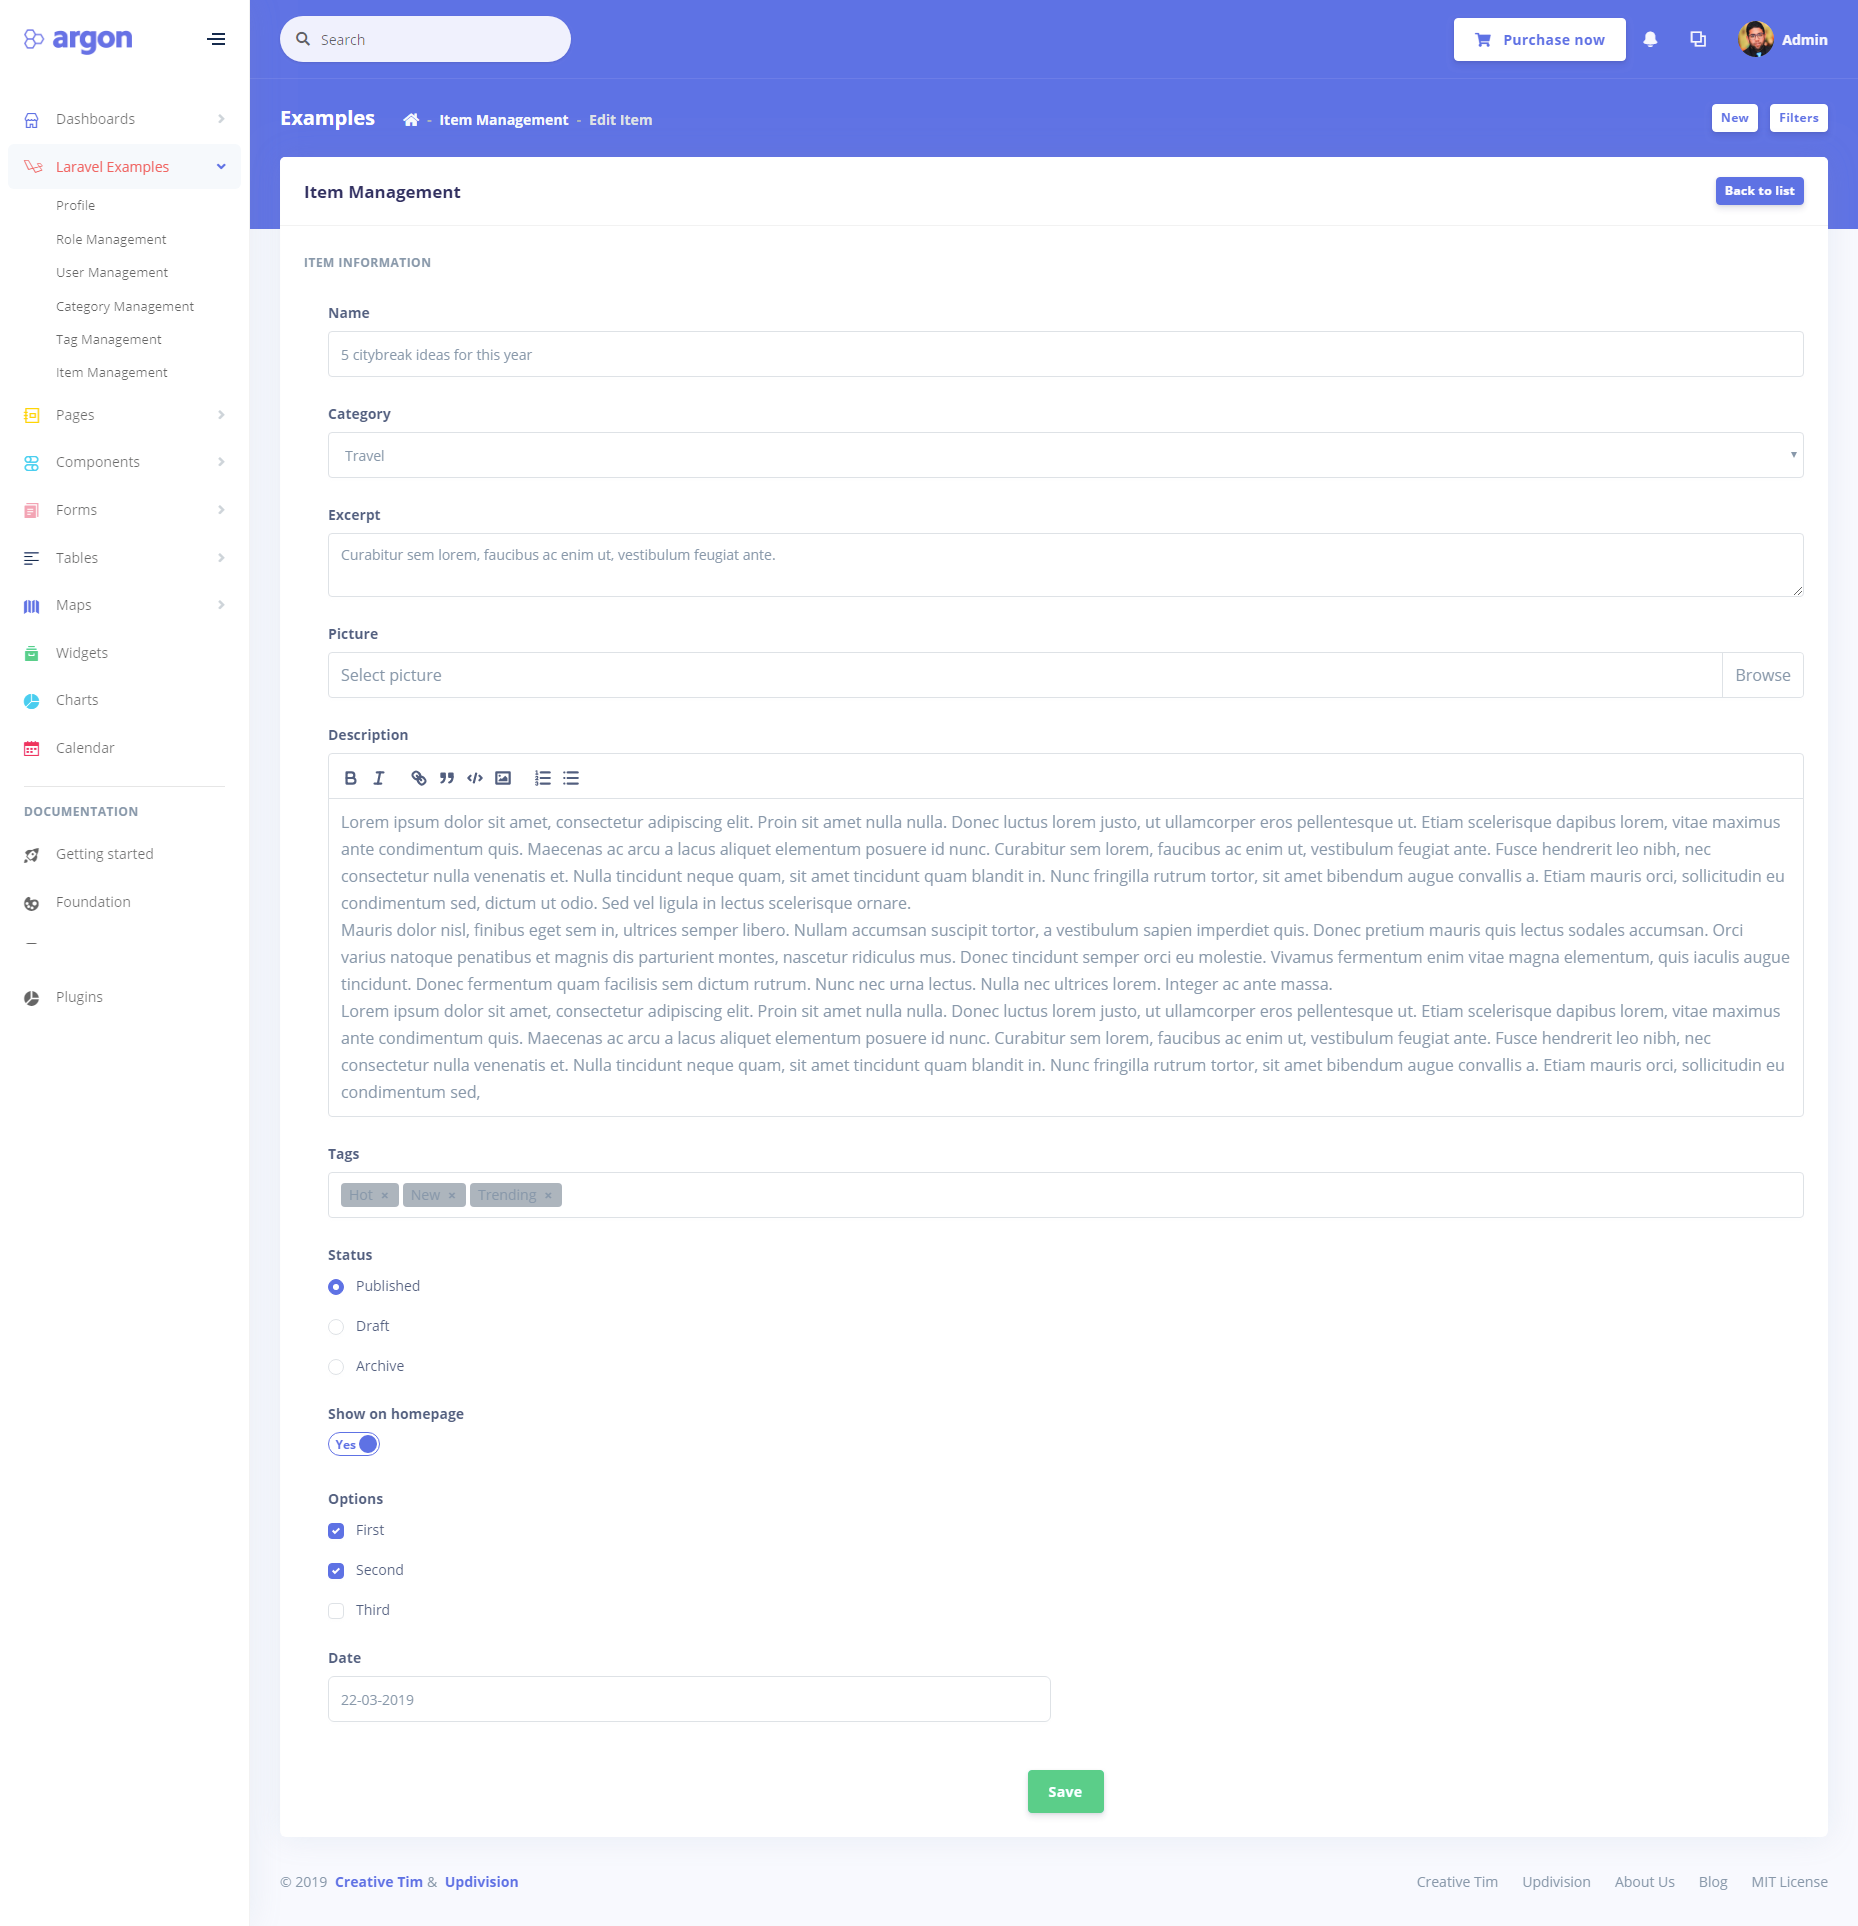 argon
Search
Purchase now
Admin
Dashboards
Laravel Examples
Profile
Role Management
User Management
Category Management
Tag Management
Item Management
Pages
Components
Forms
Tables
Maps
Widgets
Charts
Calendar
DOCUMENTATION
Getting started
Foundation
Plugins
Examples - Item Management - Edit Item
New Filters
Item Management
Back to list
ITEM INFORMATION
Name
5 citybreak ideas for this year
Category
Travel
Excerpt
Curabitur sem lorem, faucibus ac enim ut, vestibulum feugiat ante.
Picture
Select picture Browse
Description
Lorem ipsum dolor sit amet, consectetur adipiscing elit. Proin sit amet nulla nulla. Donec luctus lorem justo, ut ullamcorper eros pellentesque ut. Etiam scelerisque dapibus lorem, vitae maximus
ante condimentum quis. Maecenas ac arcu a lacus aliquet elementum posuere id nunc. Curabitur sem lorem, faucibus ac enim ut, vestibulum feugiat ante. Fusce hendrerit leo nibh, nec
consectetur nulla venenatis et. Nulla tincidunt neque quam, sit amet tincidunt quam blandit in. Nunc fringilla rutrum tortor, sit amet bibendum augue convallis a. Etiam mauris orci, sollicitudin eu
condimentum sed, dictum ut odio. Sed vel ligula in lectus scelerisque ornare.
Mauris dolor nisl, finibus eget sem in, ultrices semper libero. Nullam accumsan suscipit tortor, a vestibulum sapien imperdiet quis. Donec pretium mauris quis lectus sodales accumsan. Orci
varius natoque penatibus et magnis dis parturient montes, nascetur ridiculus mus. Donec tincidunt semper orci eu molestie. Vivamus fermentum enim vitae magna elementum, quis iaculis augue
tincidunt. Donec fermentum quam facilisis sem dictum rutrum. Nunc nec urna lectus. Nulla nec ultrices lorem. Integer ac ante massa.
Lorem ipsum dolor sit amet, consectetur adipiscing elit. Proin sit amet nulla nulla. Donec luctus lorem justo, ut ullamcorper eros pellentesque ut. Etiam scelerisque dapibus lorem, vitae maximus
ante condimentum quis. Maecenas ac arcu a lacus aliquet elementum posuere id nunc. Curabitur sem lorem, faucibus ac enim ut, vestibulum feugiat ante. Fusce hendrerit leo nibh, nec
consectetur nulla venenatis et. Nulla tincidunt neque quam, sit amet tincidunt quam blandit in. Nunc fringilla rutrum tortor, sit amet bibendum augue convallis a. Etiam mauris orci, sollicitudin eu
condimentum sed,
Tags
Hot × New × Trending ×
Status
Published
Draft
Archive
Show on homepage
Yes
Options
First
Second
Third
Date
22-03-2019
Save
© 2019 Creative Tim & Updivision
Creative Tim Updivision About Us Blog MIT License